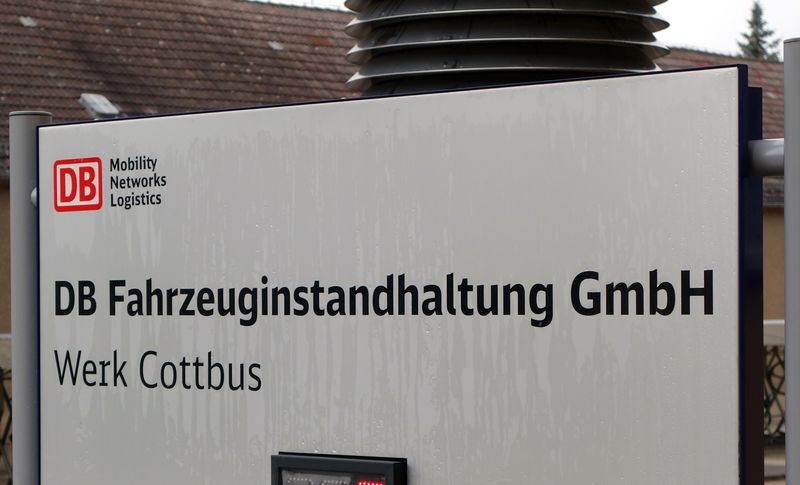 DB
Mobility
Networks
Logistics
DB Fahrzeuginstandhaltung GmbH
Werk Cottbus